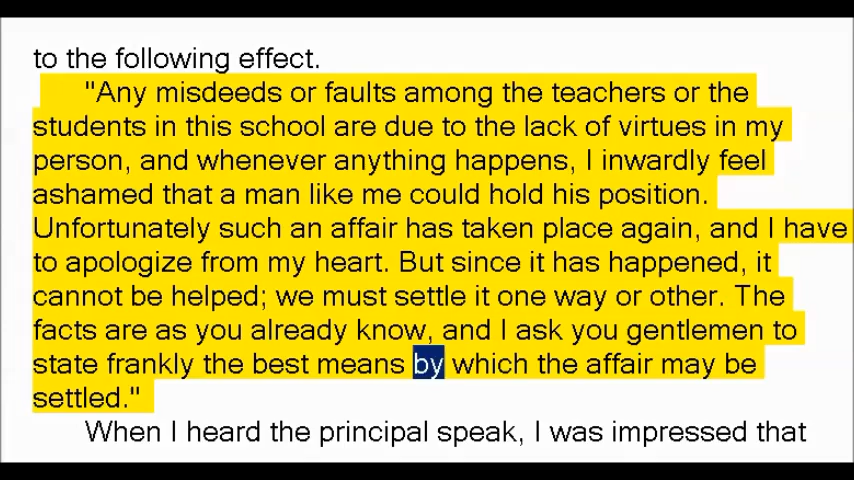 to the following effect.
"Any misdeeds or faults among the teachers or the
students in this school are due to the lack of virtues in my
person, and whenever anything happens, I inwardly feel
ashamed that a man like me could hold his position.
Unfortunately such an affair has taken place again, and I have
to apologize from my heart. But since it has happened, it
cannot be helped; we must settle it one way or other. The
facts are as you already know, and I ask you gentlemen to
state frankly the best means by which the affair may be
settled."
When I heard the principal speak, I was impressed that